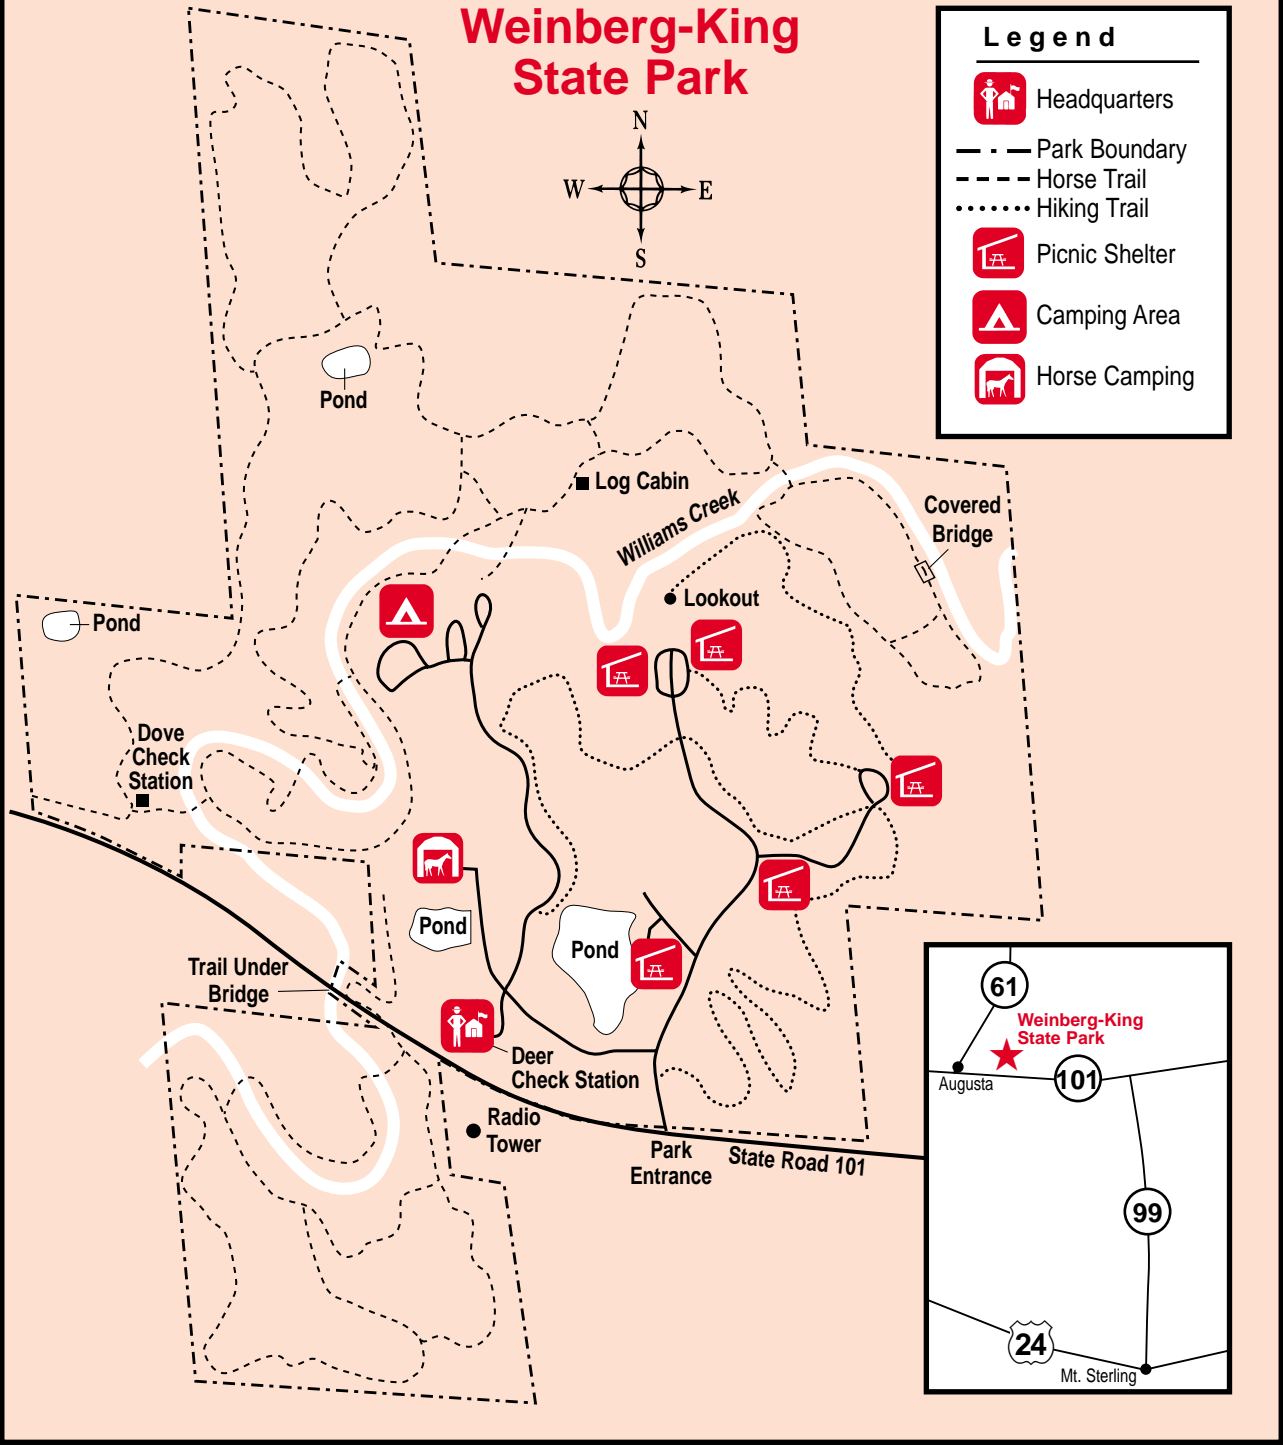 Weinberg-King
State Park
N
W
E
S
Legend
Headquarters
Park Boundary
Horse Trail
Hiking Trail
Picnic Shelter
Camping Area
Horse Camping
Pond
Log Cabin
Williams Creek
Covered
Bridge
Lookout
Pond
Dove
Check
Station
Pond
Pond
Trail Under
Bridge
Deer
Check Station
Radio
Tower
Park
Entrance
State Road 101
61
Weinberg-King
State Park
Augusta
101
99
24
Mt. Sterling